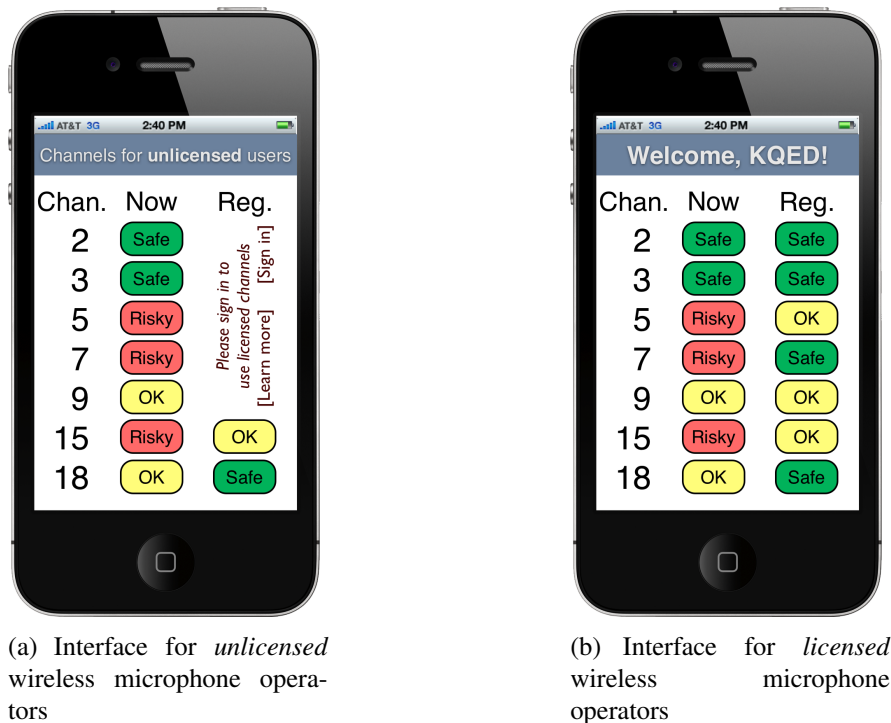 AT&T 3G 2:40 PM
Channels for unlicensed users
Chan. Now Reg.
2 Safe
3 Safe
5 Risky
7 Risky
9 OK
15 Risky OK
18 OK Safe
Please sign in to
use licensed channels
[Learn more] [Sign in]
(a) Interface for unlicensed
wireless microphone opera-
tors
AT&T 3G 2:40 PM
Welcome, KQED!
Chan. Now Reg.
2 Safe Safe
3 Safe Safe
5 Risky OK
7 Risky Safe
9 OK OK
15 Risky OK
18 OK Safe
(b) Interface for licensed
wireless microphone
operators